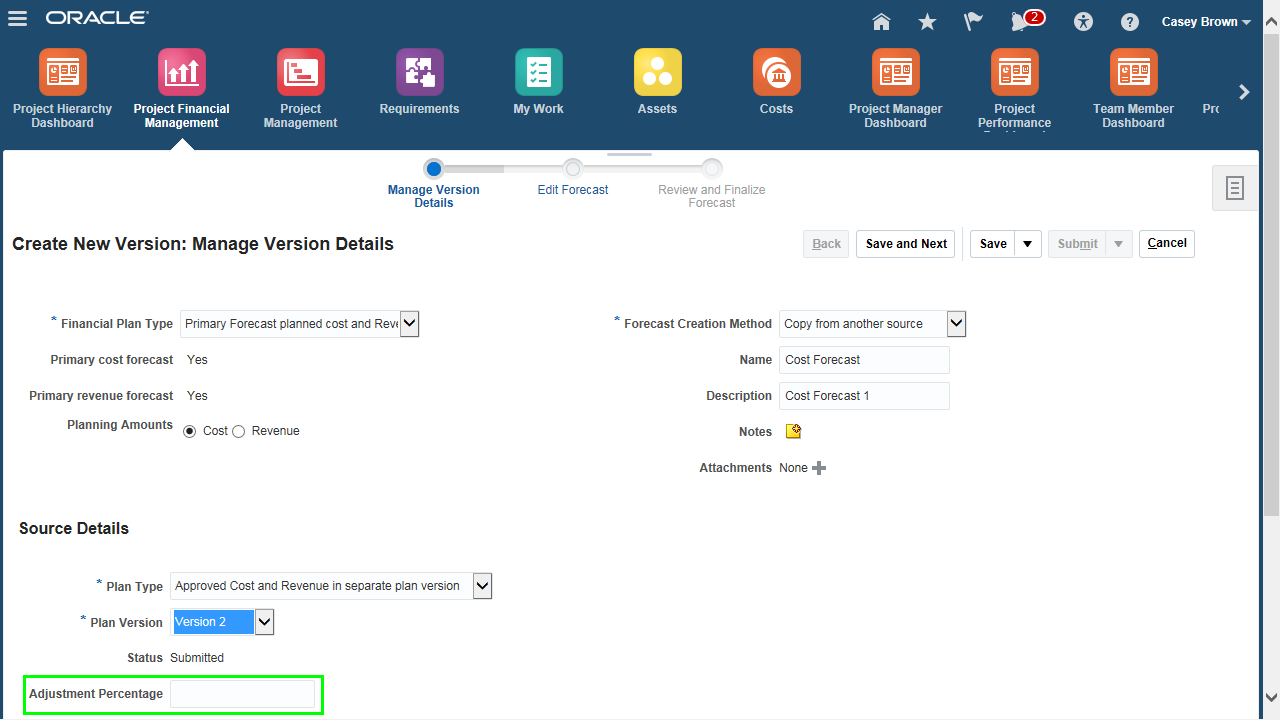 ORACLE
2
Casey Brown
Project Hierarchy
Dashboard
Project Financial
Management
Project
Management
Requirements
My Work
Assets
Costs
Project Manager
Dashboard
Project
Performance
Team Member
Dashboard
Manage Version
Details
Edit Forecast
Review and Finalize
Forecast
Create New Version: Manage Version Details
Back
Save and Next
Save
Submit
Cancel
* Financial Plan Type Primary Forecast planned cost and Reve
Primary cost forecast Yes
Primary revenue forecast Yes
Planning Amounts Cost Revenue
* Forecast Creation Method Copy from another source
Name Cost Forecast
Description Cost Forecast 1
Notes
Attachments None
Source Details
* Plan Type Approved Cost and Revenue in separate plan version
* Plan Version Version 2
Status Submitted
Adjustment Percentage